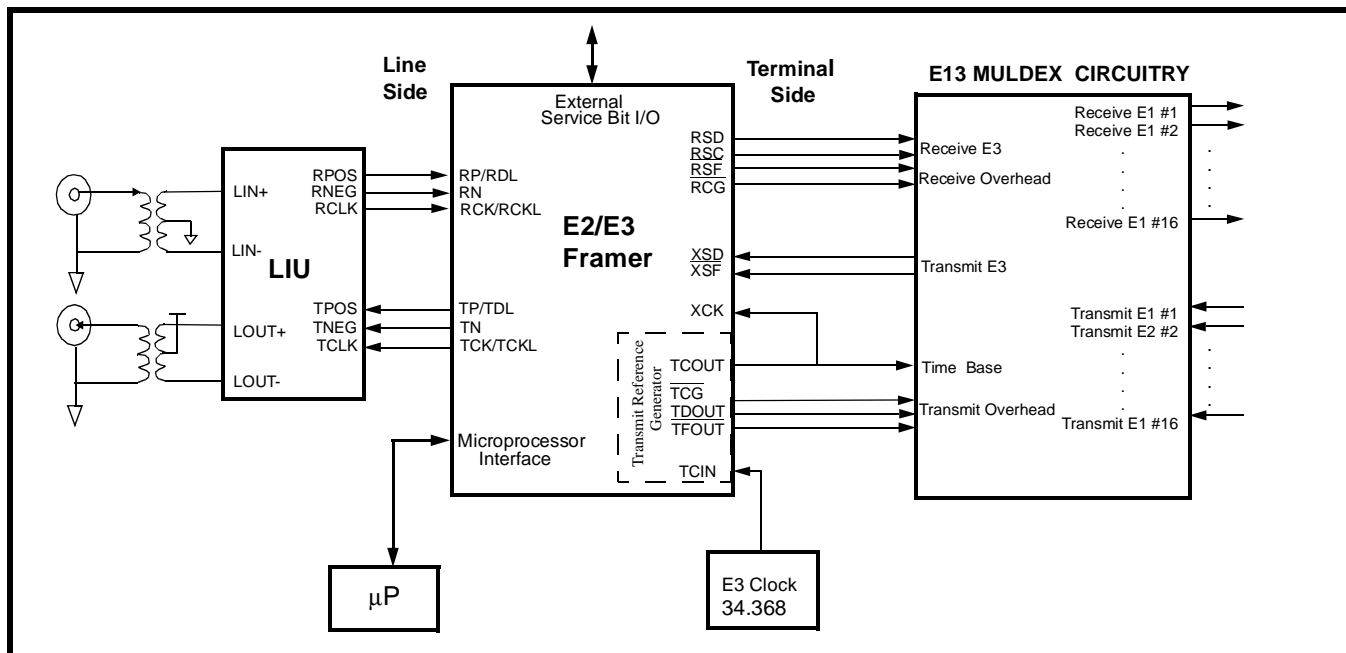 Line
Side
Terminal
Side
E13 MULDEX CIRCUITRY
External
Service Bit I/O
RPOS
RNEG
RCLK
LIN+
LIN-
LIU
TPOS
TNEG
TCLK
LOUT+
LOUT-
RP/RDL
RN
RCK/RCKL
E2/E3
Framer
TP/TDL
TN
TCK/TCKL
Microprocessor
Interface
RSD
RSC
RSF
RCG
XSD
XSF
XCK
Transmit Reference
Generator
TCOUT
TCG
TDOUT
TFOUT
TCIN
Receive E3
Receive Overhead
Transmit E3
Time Base
Transmit Overhead
Receive E1 #1
Receive E1 #2
Receive E1 #16
Transmit E1 #1
Transmit E2 #2
Transmit E1 #16
µP
E3 Clock
34.368